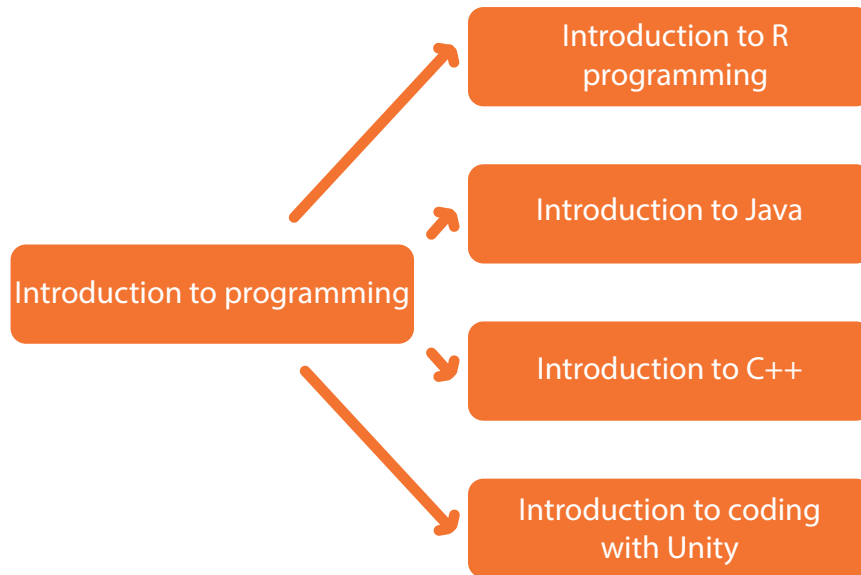 Introduction to R
programming
Introduction to Java
Introduction to programming
Introduction to C++
Introduction to coding
with Unity